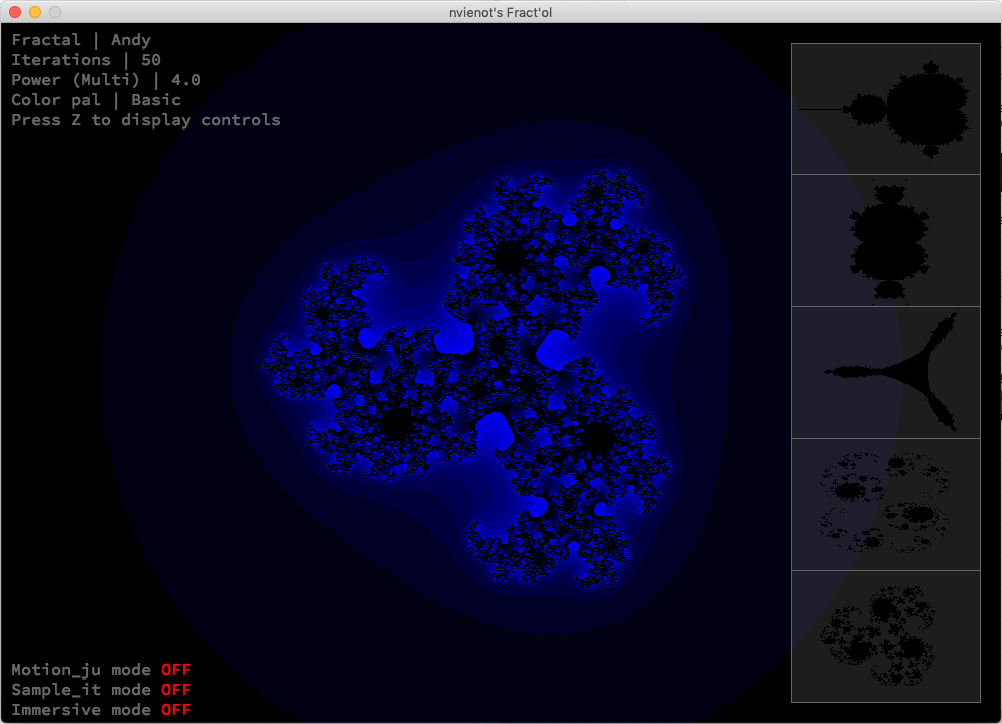 nvienot's Fract'ol
Fractal | Andy
Iterations | 50
Power (Multi) | 4.0
Color pal | Basic
Press Z to display controls
Motion_ju mode OFF
Sample_it mode OFF
Immersive mode OFF